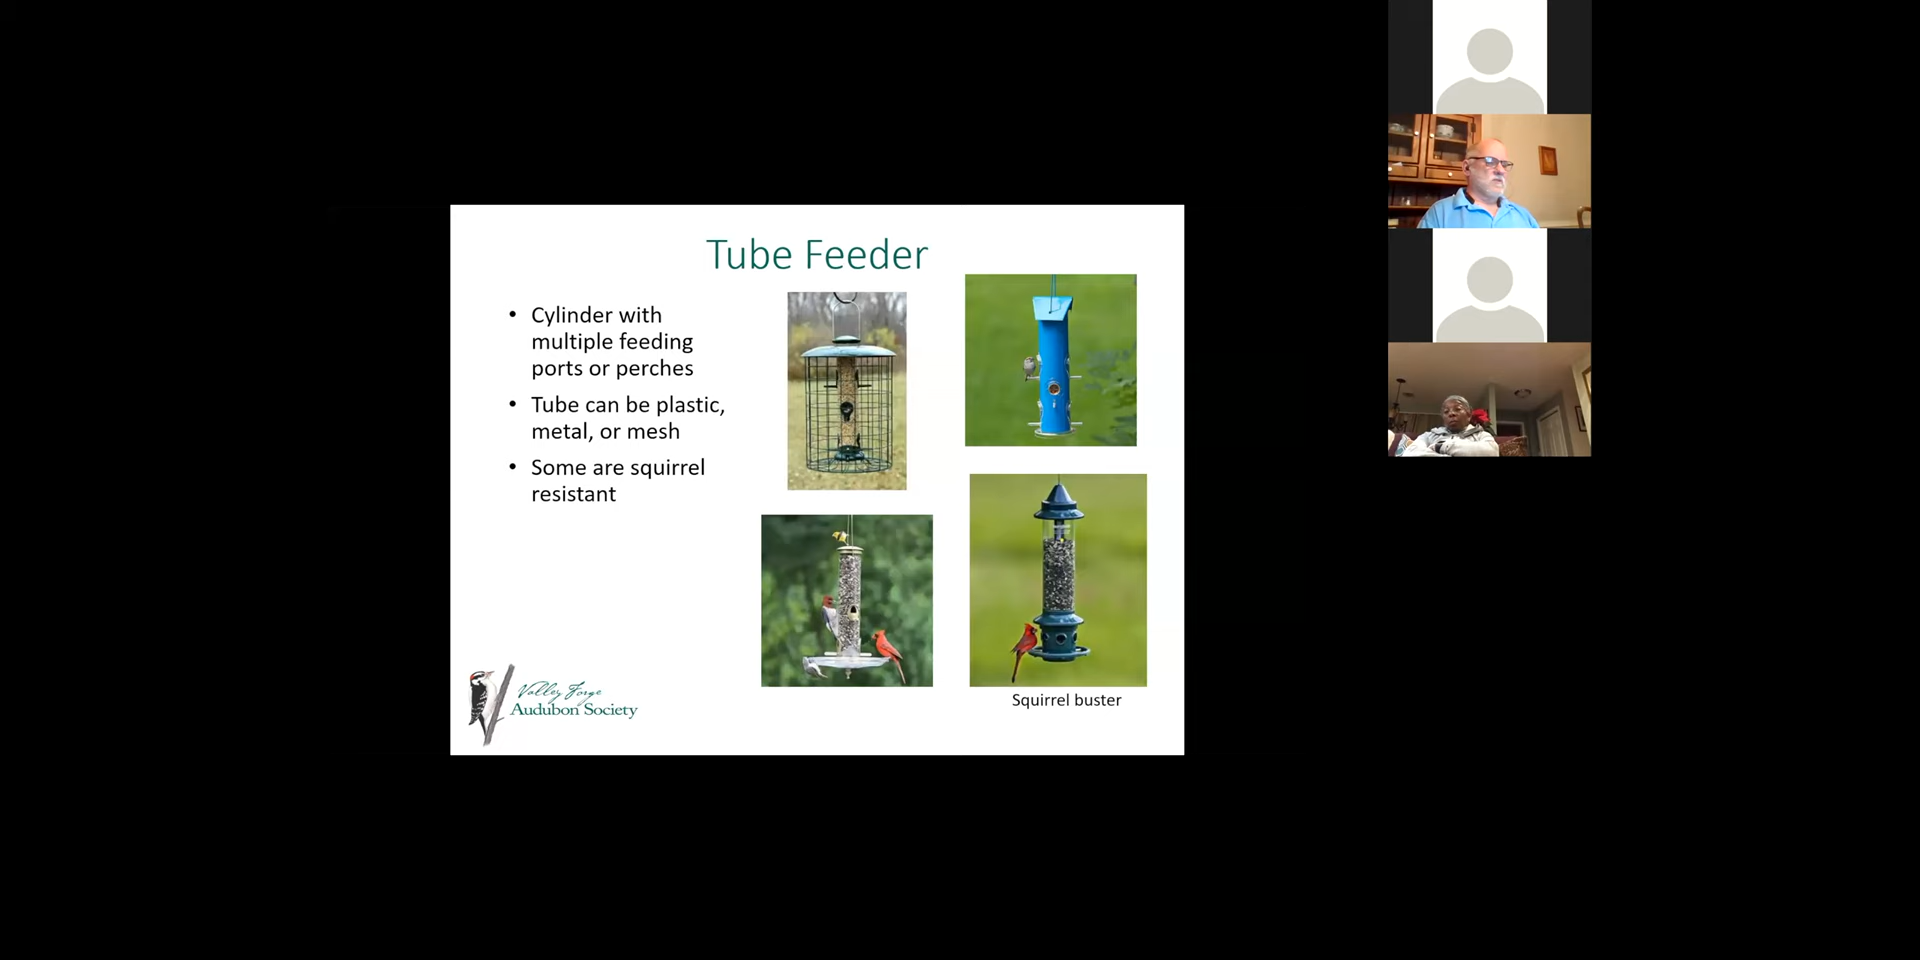 Tube Feeder
• Cylinder with
multiple feeding
ports or perches
• Tube can be plastic,
metal, or mesh
• Some are squirrel
resistant
Squirrel buster
Valley Forge
Audubon Society